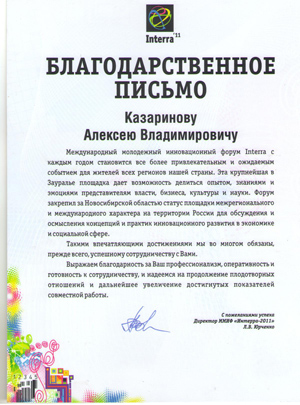 Interra'11
БЛАГОДАРСТВЕННОЕ
ПИСЬМО
Казаринову
Алексею Владимировичу
Международный молодежный инновационный форум Interra с
каждым годом становится все более привлекательным и ожидаемым
событием для жителей всех регионов нашей страны. Эта крупнейшая в
Зауралье площадка дает возможность делиться опытом, знаниями и
эмоциями представителям власти, бизнеса, культуры и науки. Форум
закрепил за Новосибирской областью статус площадки межрегионального
и международного характера на территории России для обсуждения и
осмысления концепций и практик инновационного развития в экономике
и социальной сфере.
Такими впечатляющими достижениями мы во многом обязаны,
прежде всего, успешному сотрудничеству с Вами.
Выражаем благодарность за Ваш профессионализм, оперативность и
готовность к сотрудничеству, и надеемся на продолжение плодотворных
отношений и дальнейшее увеличение достигнутых показателей
совместной работы.
С пожеланиями успеха
Директор ММИФ «Интерра-2011»
Л.В. Юрченко
12345